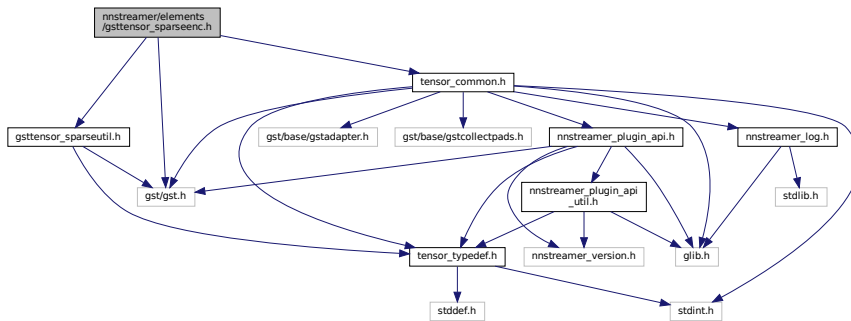 nnstreamer/elements
/gsttensor_sparseenc.h
tensor_common.h
gsttensor_sparseutil.h
gst/base/gstadapter.h
gst/base/gstcollectpads.h
nnstreamer_plugin_api.h
nnstreamer_log.h
gst/gst.h
nnstreamer_plugin_api
_util.h
stdlib.h
tensor_typedef.h
nnstreamer_version.h
glib.h
stddef.h
stdint.h